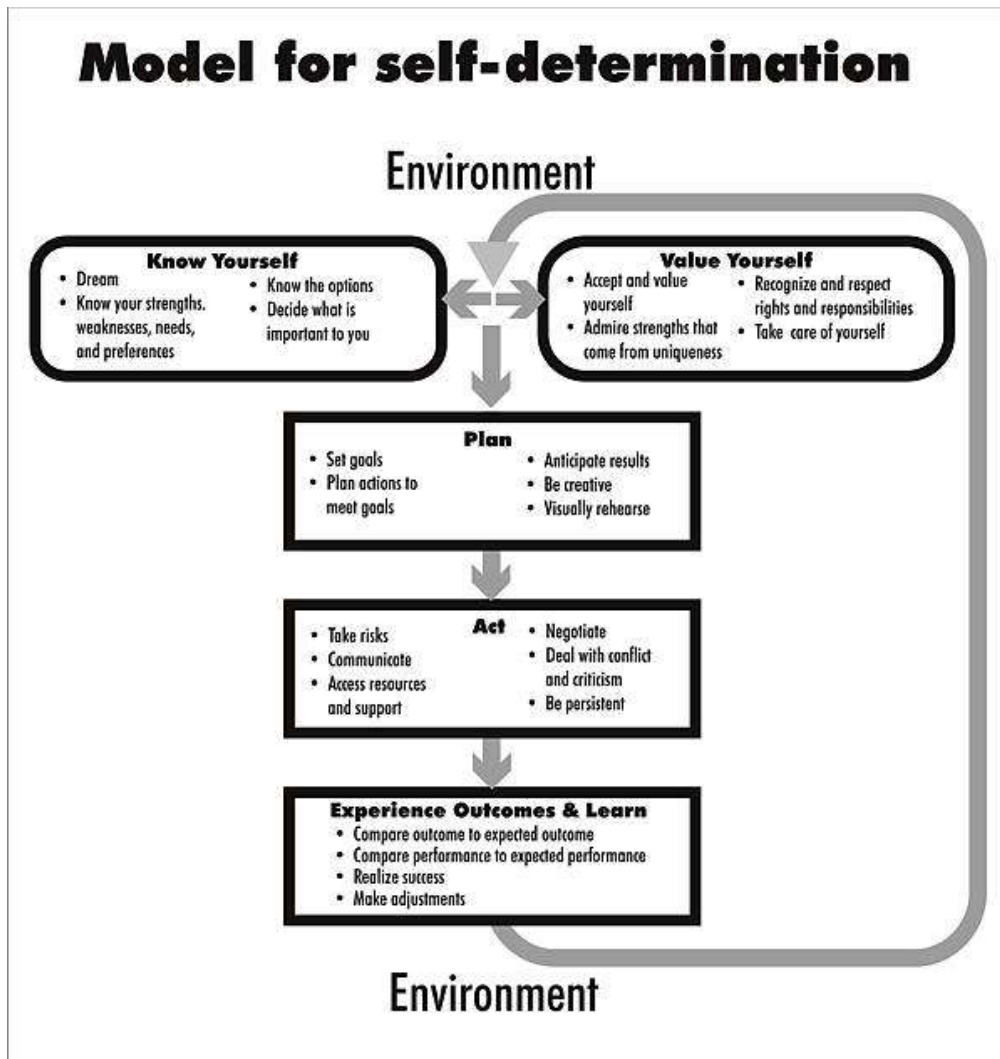 Model for self-determination
Environment
Know Yourself
• Dream
• Know your strengths.
weaknesses, needs,
and preferences
• Know the options
• Decide what is
important to you
Value Yourself
• Accept and value
yourself
• Admire strengths that
come from uniqueness
• Recognize and respect
rights and responsibilities
• Take care of yourself
Plan
• Set goals
• Plan actions to
meet goals
• Anticipate results
• Be creative
• Visually rehearse
Act
• Take risks
• Communicate
• Access resources
and support
• Negotiate
• Deal with conflict
and criticism
• Be persistent
Experience Outcomes & Learn
• Compare outcome to expected outcome
• Compare performance to expected performance
• Realize success
• Make adjustments
Environment